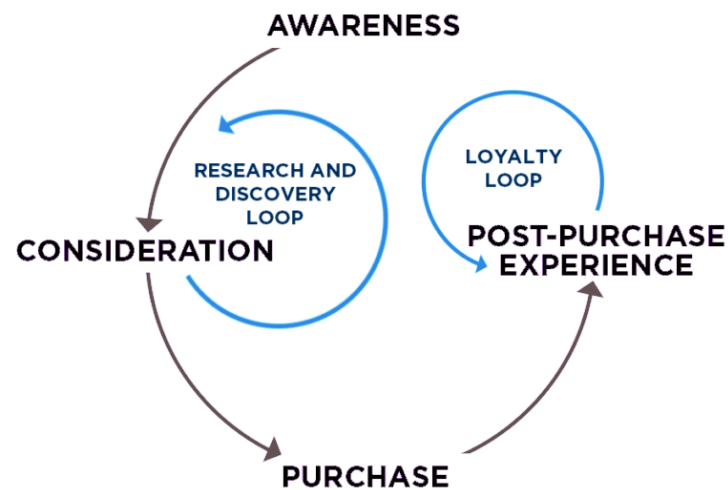 AWARENESS
RESEARCH AND
DISCOVERY
LOOP
LOYALTY
LOOP
CONSIDERATION
POST-PURCHASE
EXPERIENCE
PURCHASE